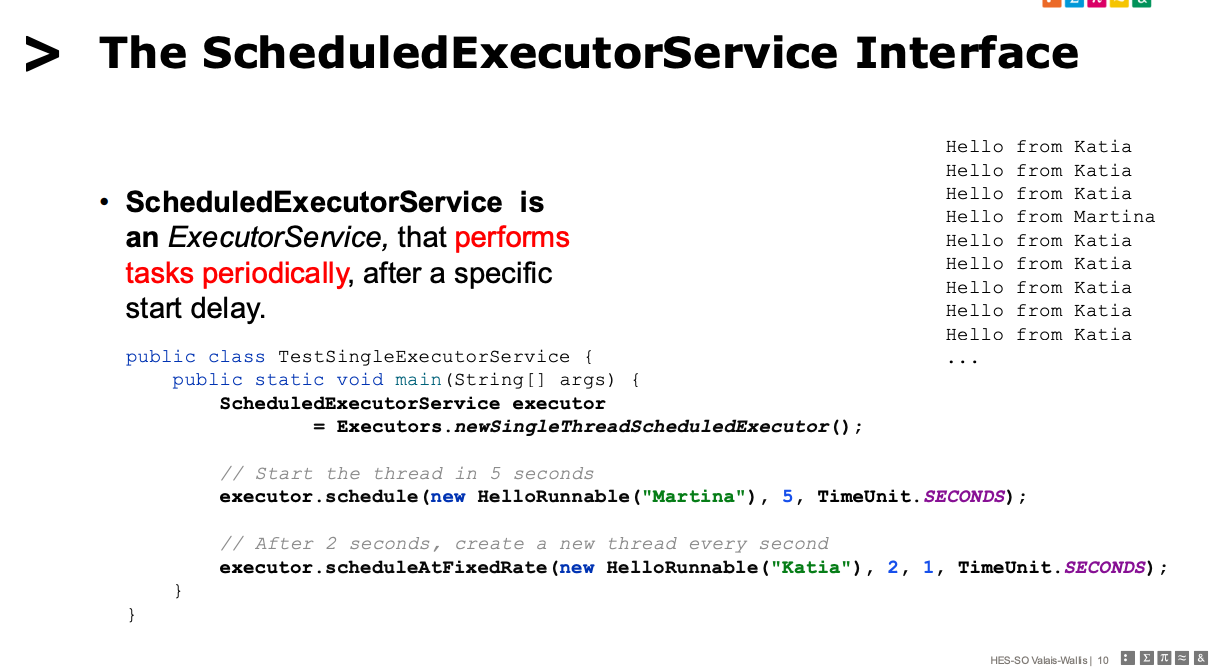 > The ScheduledExecutorService Interface
• ScheduledExecutorService is
an ExecutorService, that performs
tasks periodically, after a specific
start delay.
Hello from Katia
Hello from Katia
Hello from Katia
Hello from Martina
Hello from Katia
Hello from Katia
Hello from Katia
Hello from Katia
Hello from Katia
...
public class TestSingleExecutorService {
    public static void main(String[] args) {
        ScheduledExecutorService executor
                = Executors.newSingleThreadScheduledExecutor();

        // Start the thread in 5 seconds
        executor.schedule(new HelloRunnable("Martina"), 5, TimeUnit.SECONDS);

        // After 2 seconds, create a new thread every second
        executor.scheduleAtFixedRate(new HelloRunnable("Katia"), 2, 1, TimeUnit.SECONDS);
    }
}
HES-SO Valais-Wallis | 10
: Σ π ≈ &